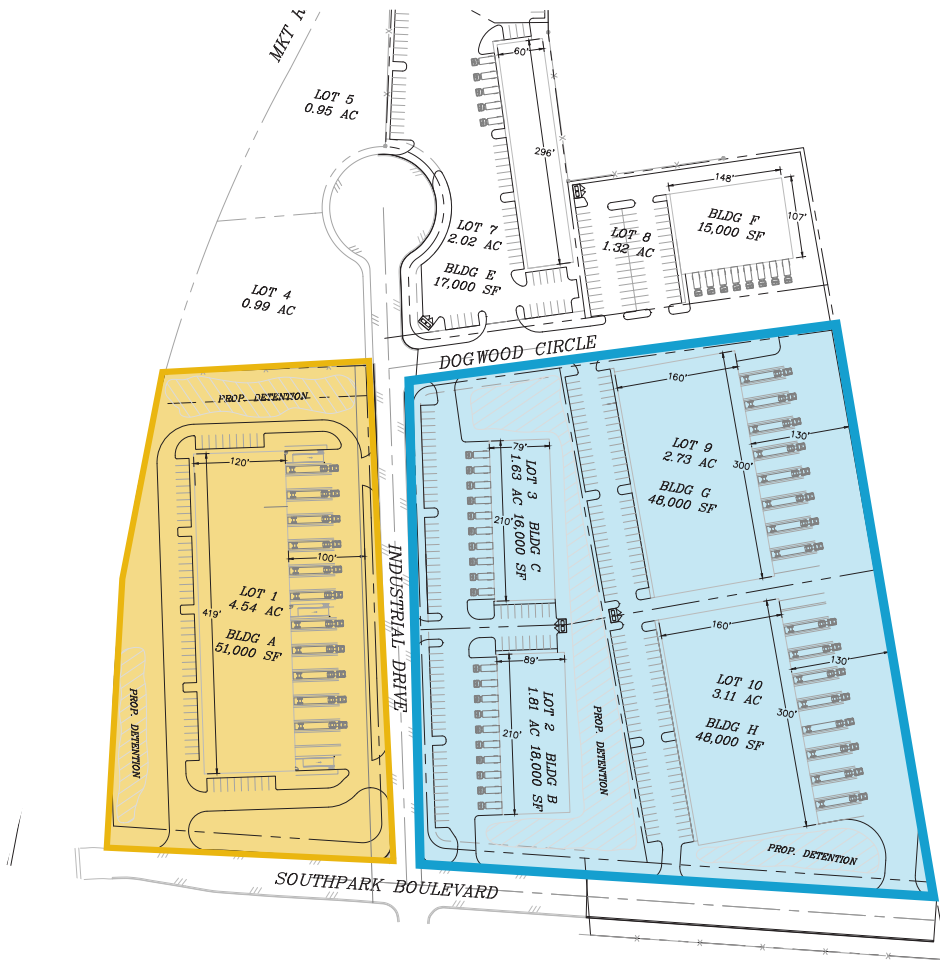 MKT R
60'
LOT 5
0.95 AC
296'
148'
107'
BLDG F
15,000 SF
LOT 7
2.02 AC
LOT 8
1.32 AC
BLDG E
17,000 SF
LOT 4
0.99 AC
DOGWOOD CIRCLE
PROP. DETENTION
160'
130'
300'
LOT 9
2.73 AC
BLDG G
48,000 SF
79'
210'
LOT 3 BLDG C
1.63 AC 16,000 SF
120'
100'
419'
LOT 1
4.54 AC
BLDG A
51,000 SF
INDUSTRIAL DRIVE
160'
130'
300'
LOT 10
3.11 AC
BLDG H
48,000 SF
89'
210'
LOT 2 BLDG B
1.81 AC 18,000 SF
PROP. DETENTION
PROP. DETENTION
PROP. DETENTION
SOUTHPARK BOULEVARD